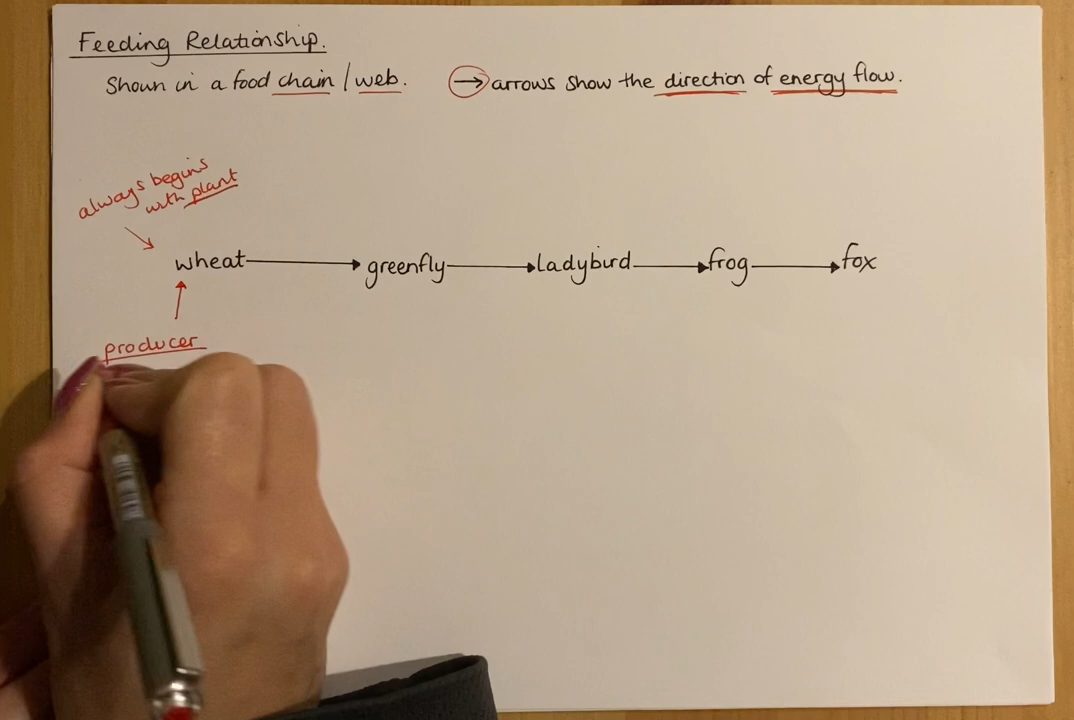 Feeding Relationship.
Shown in a food chain / web. → arrows show the direction of energy flow.
always begins
with plant
wheat → greenfly → Ladybird → frog → fox
producer